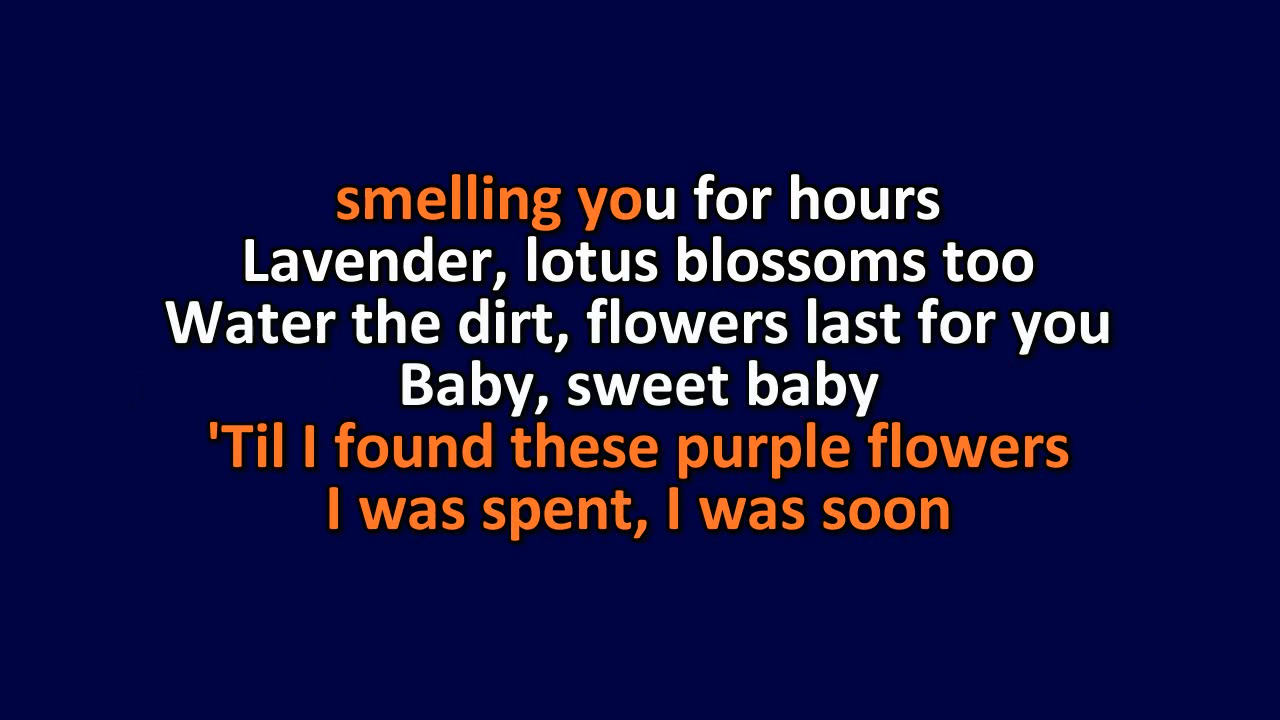 smelling you for hours
Lavender, lotus blossoms too
Water the dirt, flowers last for you
Baby, sweet baby
'Til I found these purple flowers
I was spent, I was soon